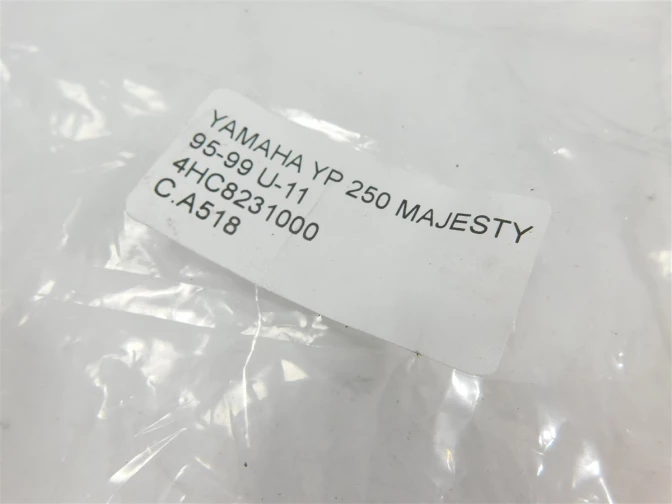 YAMAHA YP 250 MAJESTY
95-99 U-11
4HC8231000
C.A518